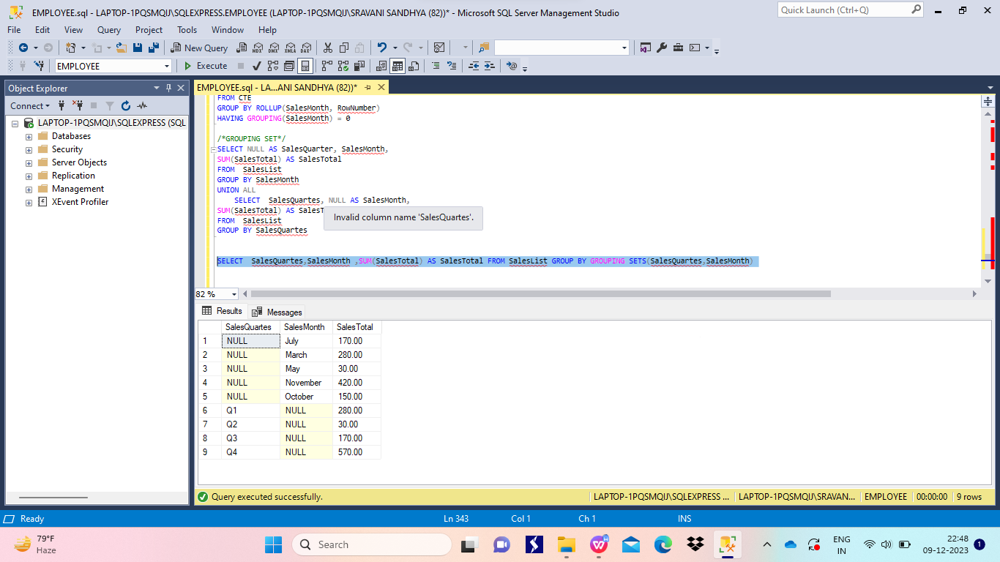 EMPLOYEE.sql - LAPTOP-1PQSMQIJ\SQLEXPRESS.EMPLOYEE (LAPTOP-1PQSMQIJ\SRAVANI SANDHYA (82))* - Microsoft SQL Server Management Studio
Quick Launch (Ctrl+Q)
File Edit View Query Project Tools Window Help
New Query MDX DMX XMLA DAX
EMPLOYEE Execute
Object Explorer
EMPLOYEE.sql - LA...ANI SANDHYA (82))*
Connect
LAPTOP-1PQSMQIJ\SQLEXPRESS (SQL
Databases
Security
Server Objects
Replication
Management
XEvent Profiler
FROM CTE
GROUP BY ROLLUP(SalesMonth, RowNumber)
HAVING GROUPING(SalesMonth) = 0
/*GROUPING SET*/
SELECT NULL AS SalesQuarter, SalesMonth,
SUM(SalesTotal) AS SalesTotal
FROM SalesList
GROUP BY SalesMonth
UNION ALL
SELECT SalesQuartes, NULL AS SalesMonth,
SUM(SalesTotal) AS SalesT
Invalid column name 'SalesQuartes'.
FROM SalesList
GROUP BY SalesQuartes
SELECT SalesQuartes,SalesMonth ,SUM(SalesTotal) AS SalesTotal FROM SalesList GROUP BY GROUPING SETS(SalesQuartes,SalesMonth)
82 %
Results Messages
SalesQuartes SalesMonth SalesTotal
1 NULL July 170.00
2 NULL March 280.00
3 NULL May 30.00
4 NULL November 420.00
5 NULL October 150.00
6 Q1 NULL 280.00
7 Q2 NULL 30.00
8 Q3 NULL 170.00
9 Q4 NULL 570.00
Query executed successfully.
LAPTOP-1PQSMQIJ\SQLEXPRESS ... LAPTOP-1PQSMQIJ\SRAVAN... EMPLOYEE 00:00:00 9 rows
Ready Ln 343 Col 1 Ch 1 INS
79°F
Haze
Search
ENG
IN
22:48
09-12-2023
1